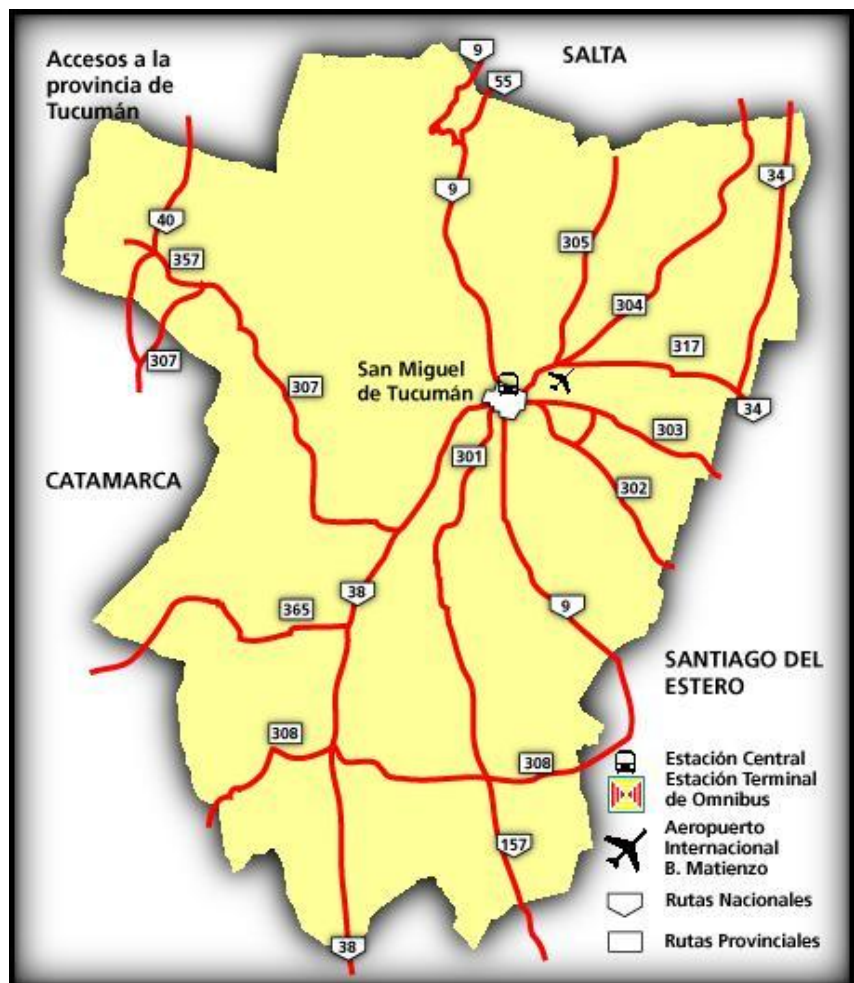 Accesos a la
provincia de
Tucumán
SALTA
9
55
9
34
40
357
305
304
307
317
San Miguel
de Tucumán
307
34
303
301
302
CATAMARCA
38
365
9
SANTIAGO DEL
ESTERO
308
308
157
38
Estación Central
Estación Terminal
de Omnibus
Aeropuerto
Internacional
B. Matienzo
Rutas Nacionales
Rutas Provinciales